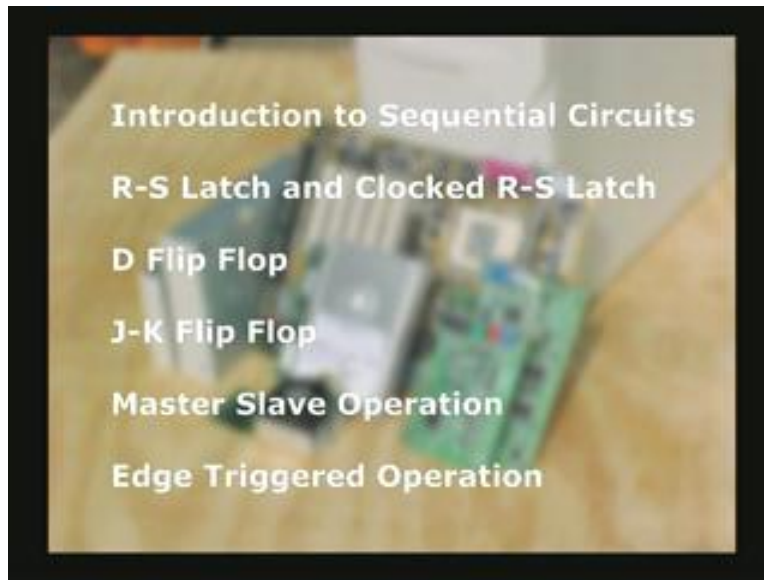 Introduction to Sequential Circuits
R-S Latch and Clocked R-S Latch
D Flip Flop
J-K Flip Flop
Master Slave Operation
Edge Triggered Operation